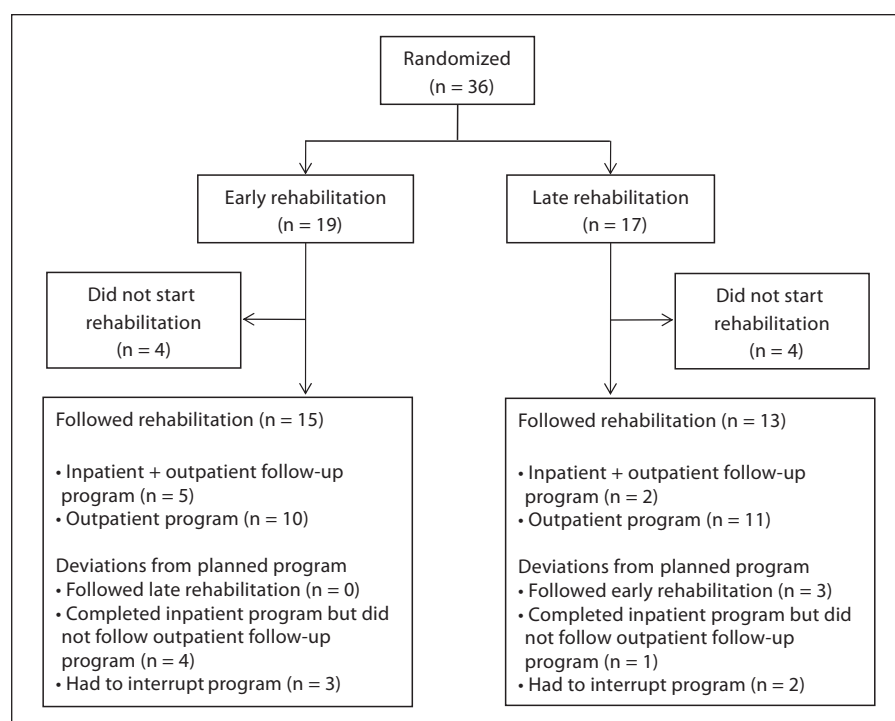 Randomized
(n = 36)
Early rehabilitation
(n = 19)
Late rehabilitation
(n = 17)
Did not start
rehabilitation
(n = 4)
Did not start
rehabilitation
(n = 4)
Followed rehabilitation (n = 15)
• Inpatient + outpatient follow-up
program (n = 5)
• Outpatient program (n = 10)
Deviations from planned program
• Followed late rehabilitation (n = 0)
• Completed inpatient program but did
not follow outpatient follow-up
program (n = 4)
• Had to interrupt program (n = 3)
Followed rehabilitation (n = 13)
• Inpatient + outpatient follow-up
program (n = 2)
• Outpatient program (n = 11)
Deviations from planned program
• Followed early rehabilitation (n = 3)
• Completed inpatient program but did
not follow outpatient follow-up
program (n = 1)
• Had to interrupt program (n = 2)